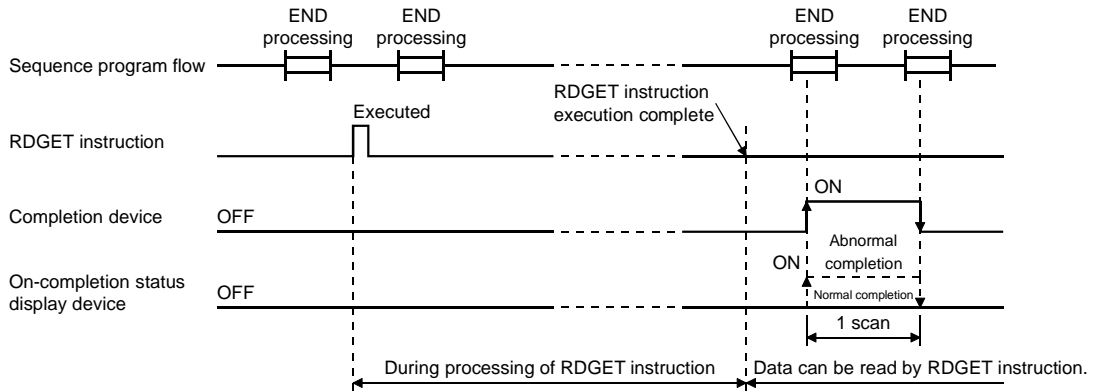 END
processing
END
processing
END
processing
END
processing
Sequence program flow
RDGET instruction
execution complete
Executed
RDGET instruction
ON
Completion device
OFF
Abnormal
completion
ON
On-completion status
display device
OFF
Normal completion
1 scan
During processing of RDGET instruction
Data can be read by RDGET instruction.